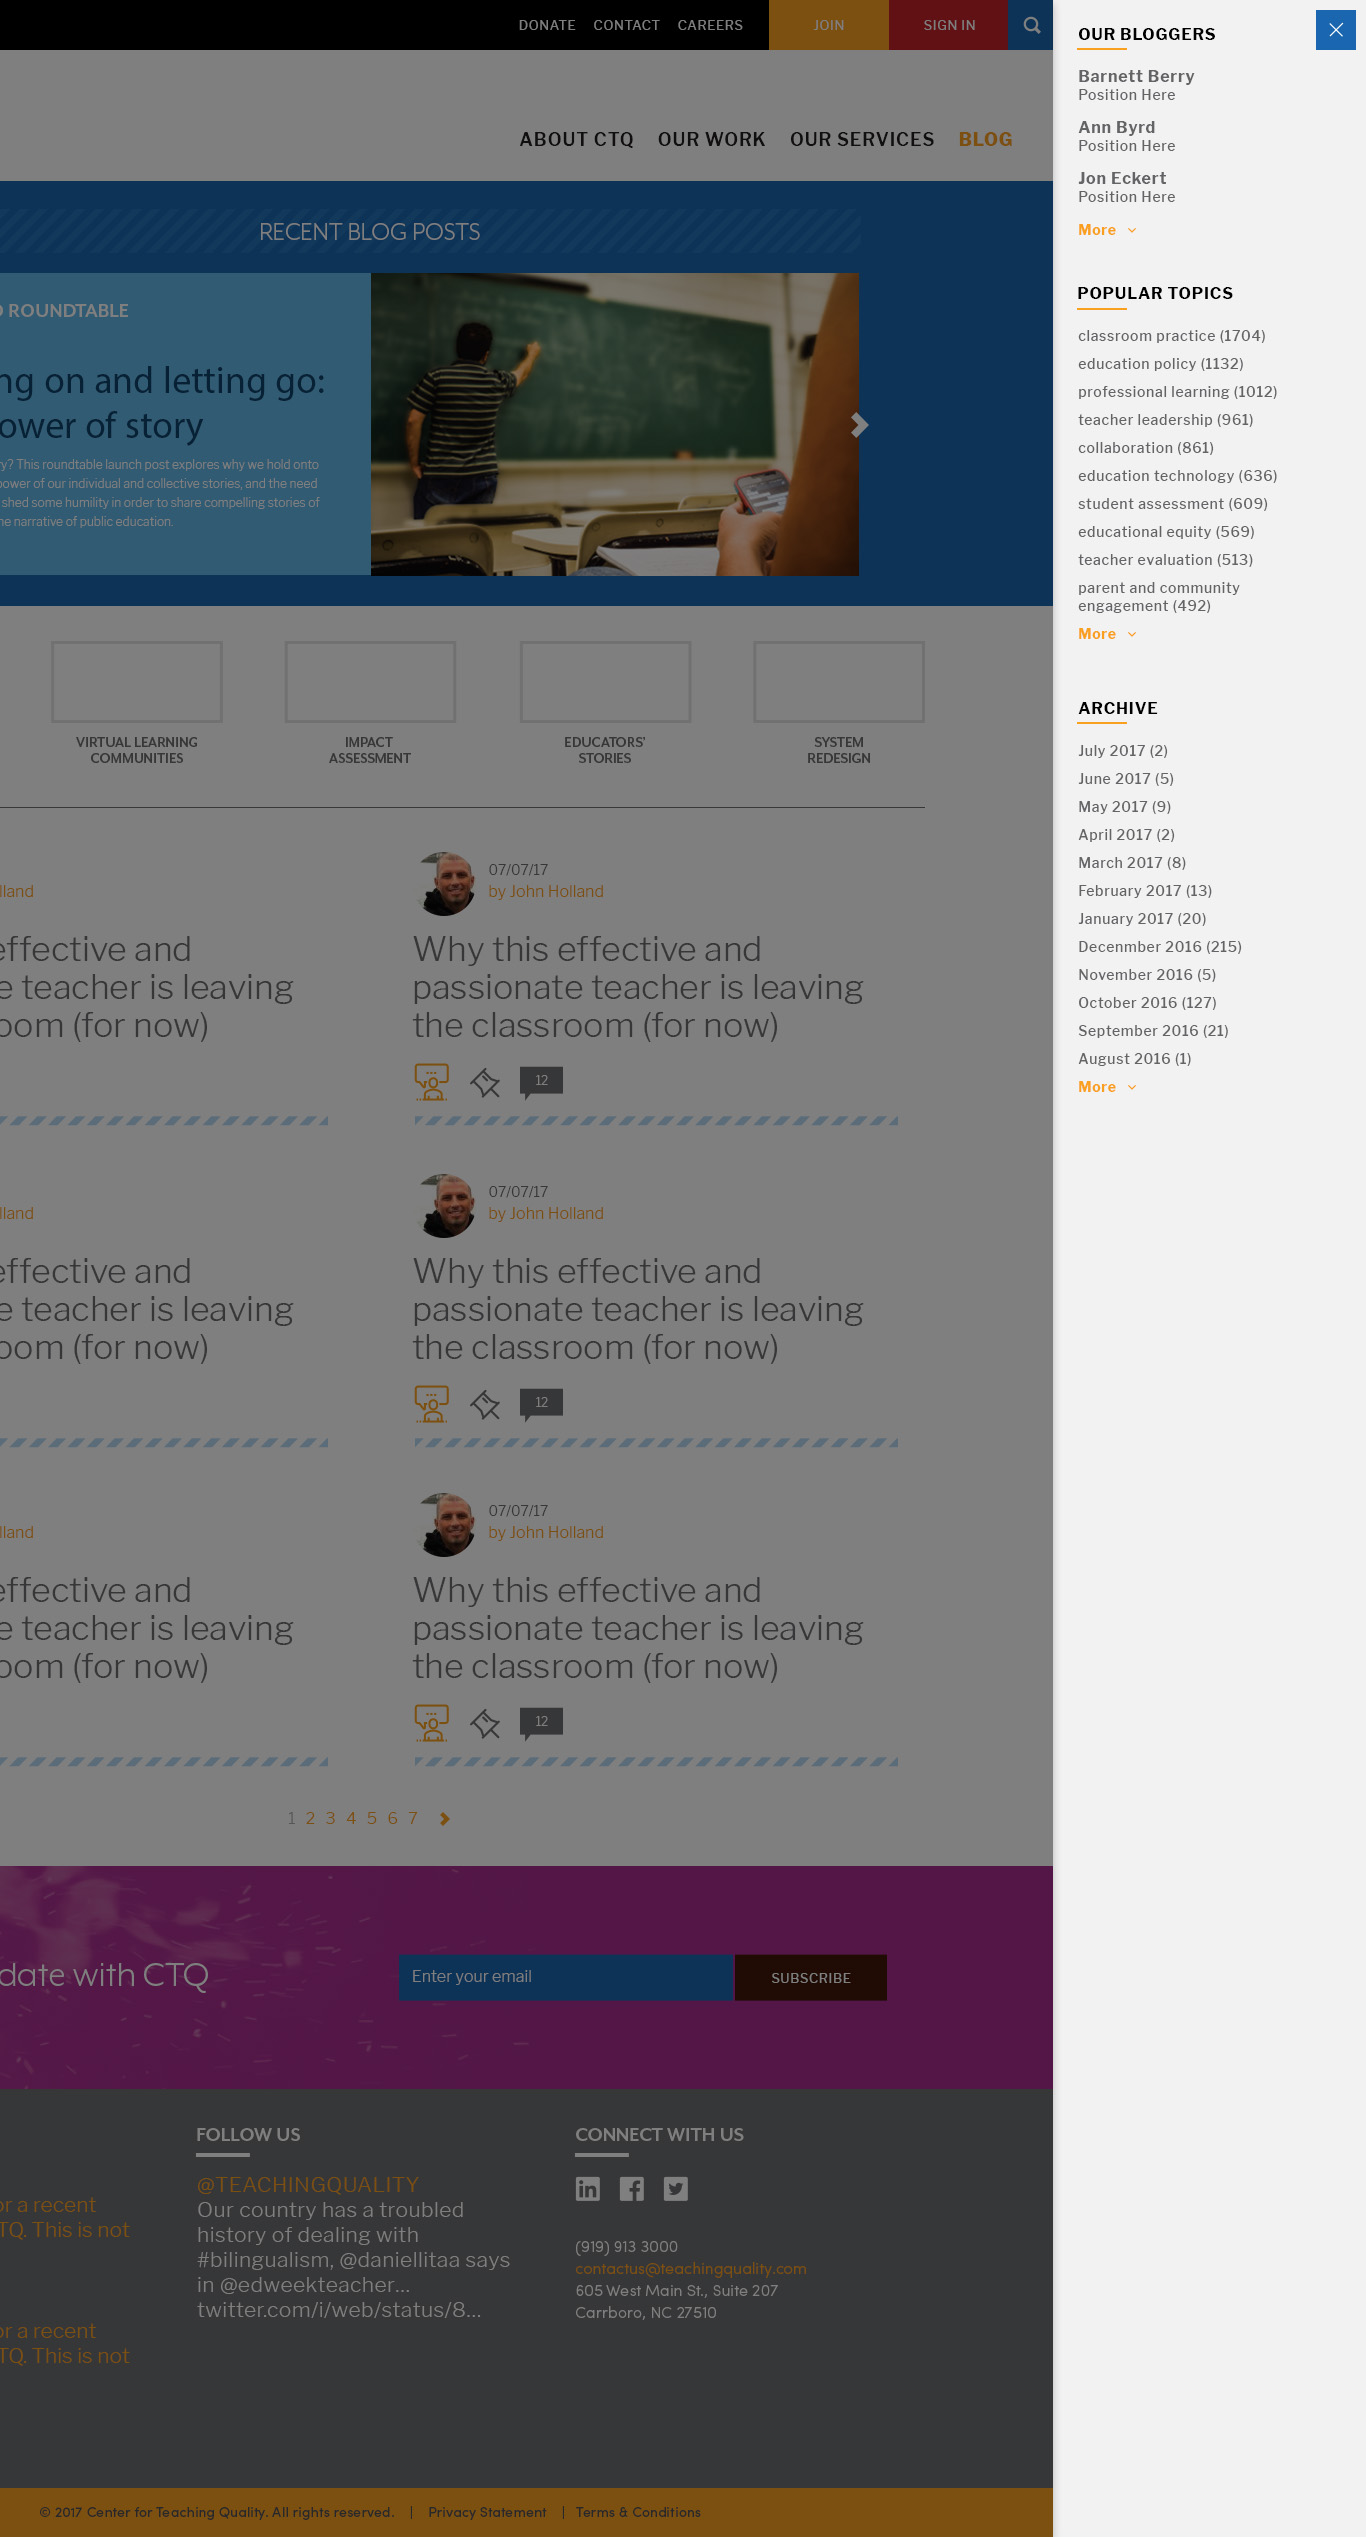 DONATE CONTACT CAREERS JOIN SIGN IN
ABOUT CTQ OUR WORK OUR SERVICES BLOG
RECENT BLOG POSTS
ROUNDTABLE
on and letting go:
of story
This roundtable launch post explores why we hold onto
of our individual and collective stories, and the need
shed some humility in order to share compelling stories of
narrative of public education.
VIRTUAL LEARNING
COMMUNITIES
IMPACT
ASSESSMENT
EDUCATORS'
STORIES
SYSTEM
REDESIGN
effective and
teacher is leaving
(for now)
07/07/17
by John Holland
Why this effective and
passionate teacher is leaving
the classroom (for now)
12
effective and
teacher is leaving
(for now)
07/07/17
by John Holland
Why this effective and
passionate teacher is leaving
the classroom (for now)
12
effective and
teacher is leaving
(for now)
07/07/17
by John Holland
Why this effective and
passionate teacher is leaving
the classroom (for now)
12
1 2 3 4 5 6 7
date with CTQ
Enter your email
SUBSCRIBE
or a recent
This is not
or a recent
This is not
FOLLOW US
@TEACHINGQUALITY
Our country has a troubled
history of dealing with
#bilingualism, @daniellitaa says
in @edweekteacher...
twitter.com/i/web/status/8...
CONNECT WITH US
(919) 913 3000
contactus@teachingquality.com
605 West Main St., Suite 207
Carrboro, NC 27510
© 2017 Center for Teaching Quality. All rights reserved. | Privacy Statement | Terms & Conditions
OUR BLOGGERS
Barnett Berry
Position Here
Ann Byrd
Position Here
Jon Eckert
Position Here
More
POPULAR TOPICS
classroom practice (1704)
education policy (1132)
professional learning (1012)
teacher leadership (961)
collaboration (861)
education technology (636)
student assessment (609)
educational equity (569)
teacher evaluation (513)
parent and community
engagement (492)
More
ARCHIVE
July 2017 (2)
June 2017 (5)
May 2017 (9)
April 2017 (2)
March 2017 (8)
February 2017 (13)
January 2017 (20)
Decenmber 2016 (215)
November 2016 (5)
October 2016 (127)
September 2016 (21)
August 2016 (1)
More